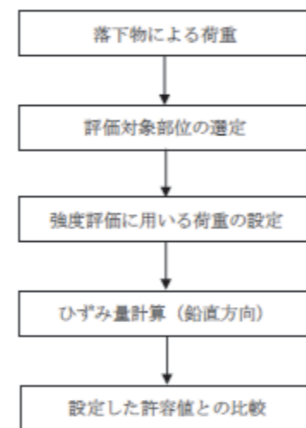 落下物による荷重
評価対象部位の選定
強度評価に用いる荷重の設定
ひずみ量計算（鉛直方向）
設定した許容値との比較